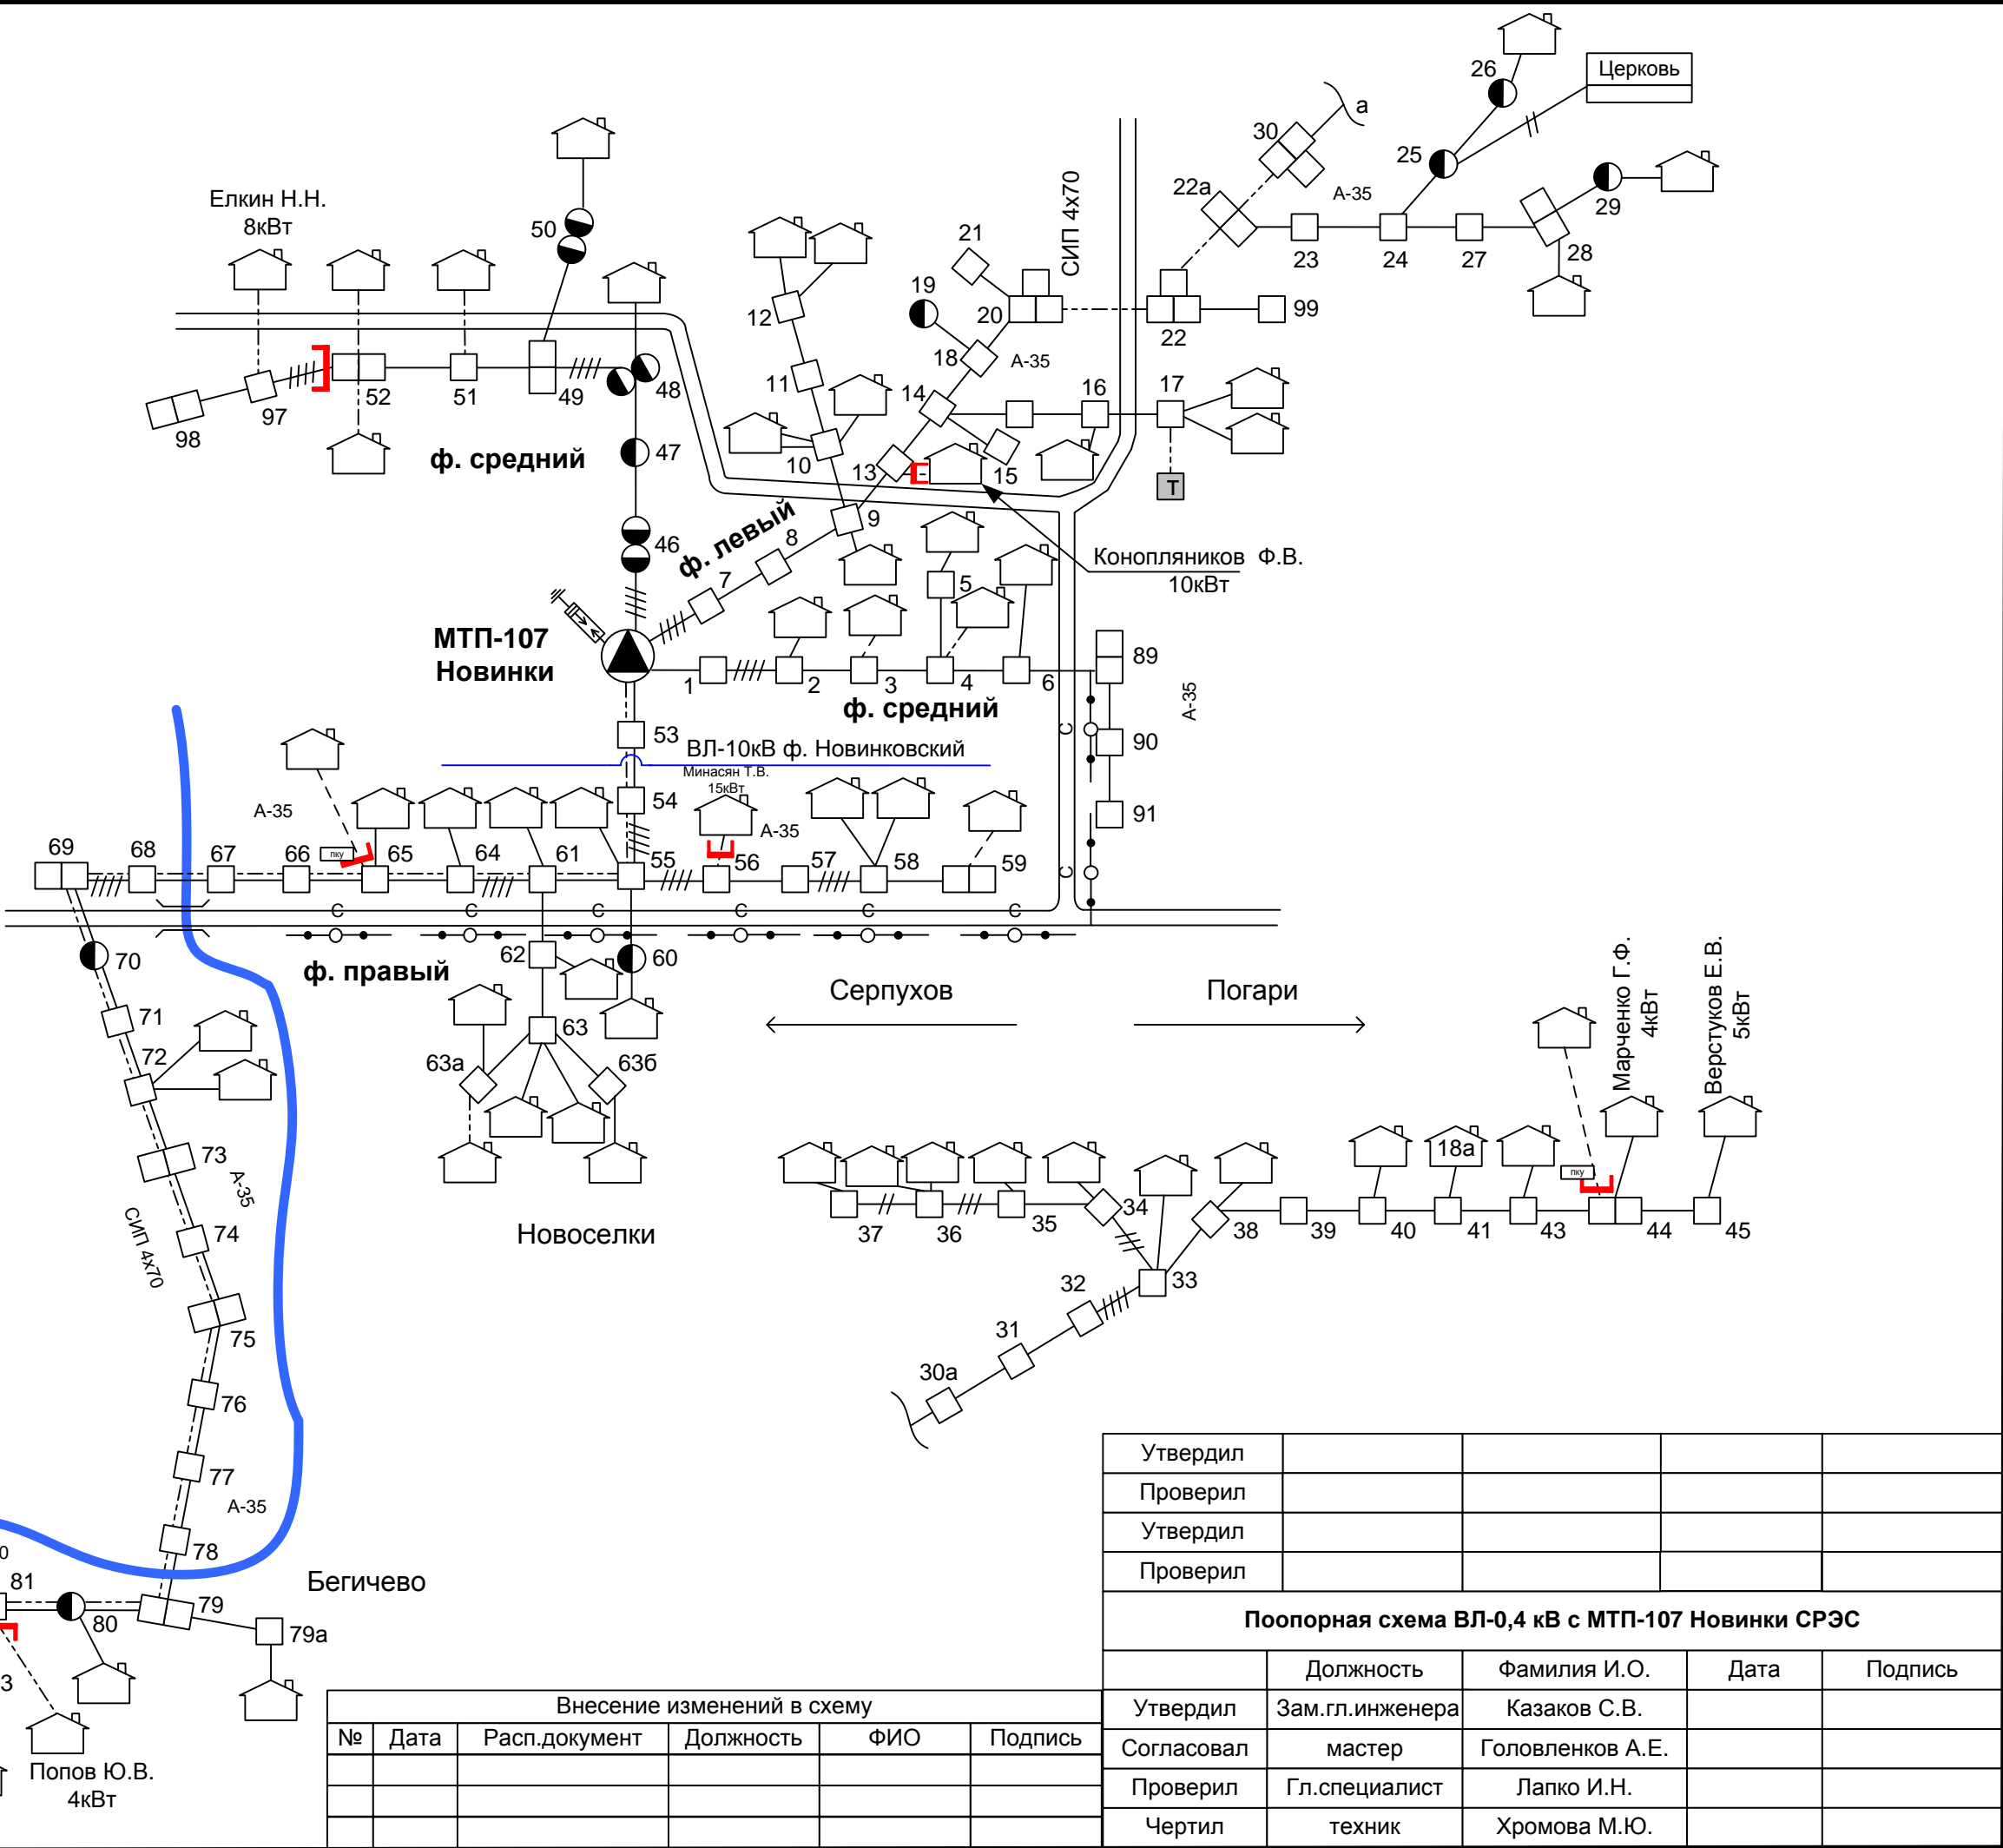 Церковь
26
а
30
25
22а
А-35
29
23
24
27
28
Елкин Н.Н.
8кВт
50
21
СИП 4х70
19
20
22
99
12
18
А-35
11
14
16
17
52
51
49
48
97
98
ф. средний
47
10
13
15
Т
9
8
ф. левый
46
7
5
Конопляников Ф.В.
10кВт
МТП-107
Новинки
1
2
3
4
6
89
ф. средний
А-35
53
ВЛ-10кВ ф. Новинковский
С
90
Минасян Т.В.
15кВт
54
А-35
А-35
91
69
68
67
66
пку
65
64
61
55
56
57
58
59
С
С
С
С
С
С
С
70
ф. правый
62
60
Серпухов
Погари
71
63
72
63а
63б
Марченко Г.Ф.
4кВт
Верстуков Е.В.
5кВт
73
А-35
18а
пку
СИП 4х70
74
Новоселки
37
36
35
34
38
39
40
41
43
44
45
33
32
75
31
30а
76
77
А-35
78
0
81
80
79
Бегичево
79а
3
Попов Ю.В.
4кВт
Утвердил
Проверил
Утвердил
Проверил
Поопорная схема ВЛ-0,4 кВ с МТП-107 Новинки СРЭС
Должность Фамилия И.О. Дата Подпись
Утвердил Зам.гл.инженера Казаков С.В.
Согласовал мастер Головленков А.Е.
Проверил Гл.специалист Лапко И.Н.
Чертил техник Хромова М.Ю.
Внесение изменений в схему
№ Дата Расп.документ Должность ФИО Подпись